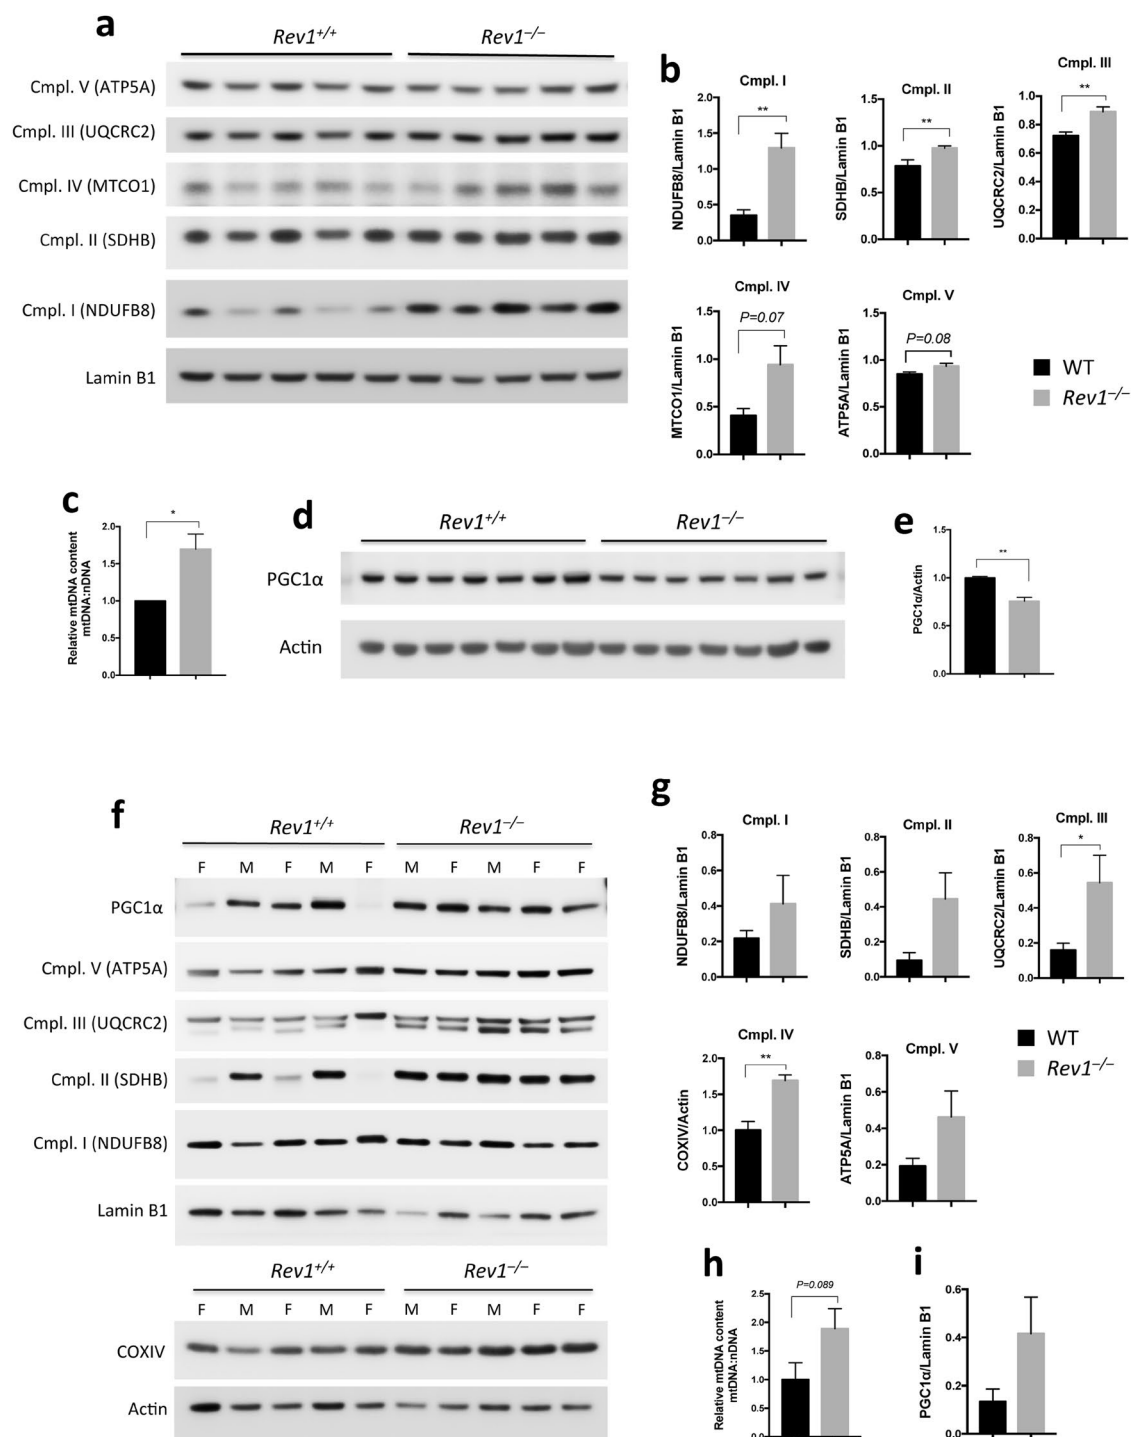 a
Rev1+/+ Rev1–/–
Cmpl. V (ATP5A)
Cmpl. III (UQCRC2)
Cmpl. IV (MTCO1)
Cmpl. II (SDHB)
Cmpl. I (NDUFB8)
Lamin B1
b
Cmpl. I
NDUFB8/Lamin B1
2.0
1.5
1.0
0.5
0.0
**
Cmpl. II
SDHB/Lamin B1
1.5
1.0
0.5
0.0
**
Cmpl. III
UQCRC2/Lamin B1
1.0
0.8
0.6
0.4
0.2
0.0
**
Cmpl. IV
MTCO1/Lamin B1
1.5
1.0
0.5
0.0
P=0.07
Cmpl. V
ATP5A/Lamin B1
1.5
1.0
0.5
0.0
P=0.08
WT
Rev1–/–
c
Relative mtDNA content
mtDNA:nDNA
2.0
1.5
1.0
0.5
0.0
*
d
Rev1+/+ Rev1–/–
PGC1α
Actin
e
PGC1α/Actin
1.5
1.0
0.5
0.0
**
f
Rev1+/+ Rev1–/–
F M F M F M F M F F
PGC1α
Cmpl. V (ATP5A)
Cmpl. III (UQCRC2)
Cmpl. II (SDHB)
Cmpl. I (NDUFB8)
Lamin B1
Rev1+/+ Rev1–/–
F M F M F M F M F F
COXIV
Actin
g
Cmpl. I
NDUFB8/Lamin B1
0.8
0.6
0.4
0.2
0.0
Cmpl. II
SDHB/Lamin B1
0.8
0.6
0.4
0.2
0.0
Cmpl. III
UQCRC2/Lamin B1
0.8
0.6
0.4
0.2
0.0
*
Cmpl. IV
COXIV/Actin
2.0
1.5
1.0
0.5
0.0
**
Cmpl. V
ATP5A/Lamin B1
0.8
0.6
0.4
0.2
0.0
WT
Rev1–/–
h
Relative mtDNA content
mtDNA:nDNA
2.5
2.0
1.5
1.0
0.5
0.0
P=0.089
i
PGC1α/Lamin B1
0.6
0.4
0.2
0.0